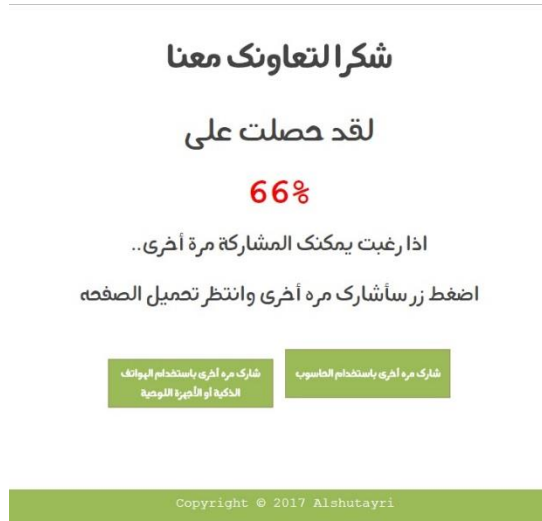 شكرا لتعاونك معنا
لقد حصلت على
66%
اذا رغبت يمكنك المشاركة مرة أخرى..
اضغط زر سأشارك مره أخرى وانتظر تحميل الصفحه
شارك مره أخرى باستخدام الحاسوب
شارك مره أخرى باستخدام الهواتف
الذكية أو الأجهزة اللوحية
Copyright © 2017 Alshutayri